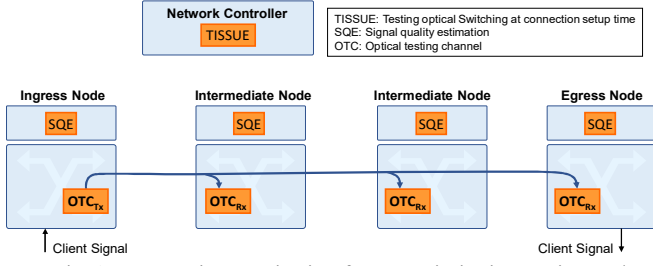 Network Controller
TISSUE
TISSUE: Testing optical Switching at connection setup time
SQE: Signal quality estimation
OTC: Optical testing channel
Ingress Node
Intermediate Node
Intermediate Node
Egress Node
SQE
SQE
SQE
SQE
OTCTx
OTCRx
OTCRx
OTCRx
Client Signal
Client Signal